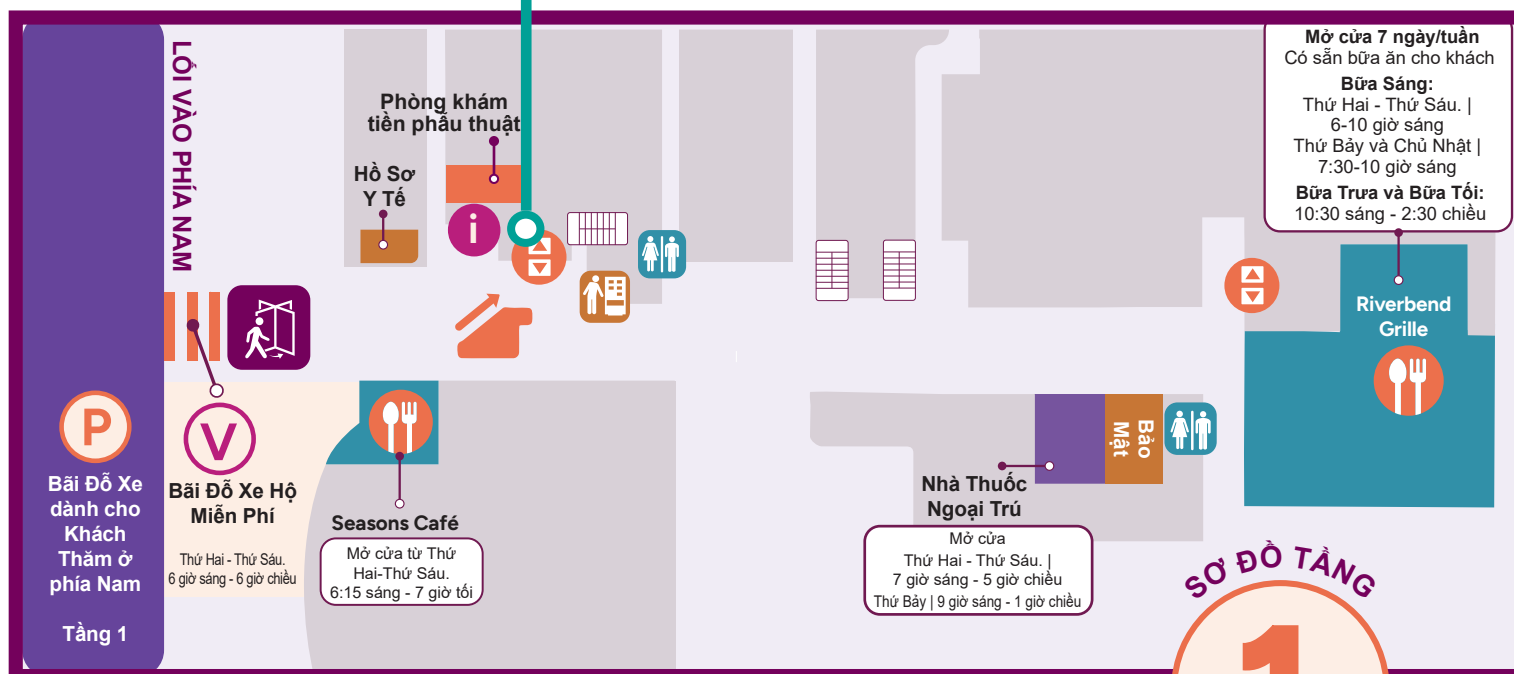 LỐI VÀO PHÍA NAM
Phòng khám
tiền phẫu thuật
Hồ Sơ
Y Tế
i
Mở cửa 7 ngày/tuần
Có sẵn bữa ăn cho khách
Bữa Sáng:
Thứ Hai - Thứ Sáu. |
6-10 giờ sáng
Thứ Bảy và Chủ Nhật |
7:30-10 giờ sáng
Bữa Trưa và Bữa Tối:
10:30 sáng - 2:30 chiều
Riverbend
Grille
P
Bãi Đỗ Xe
dành cho
Khách
Thăm ở
phía Nam
Tầng 1
V
Bãi Đỗ Xe Hộ
Miễn Phí
Thứ Hai - Thứ Sáu.
6 giờ sáng - 6 giờ chiều
Seasons Café
Mở cửa từ Thứ
Hai-Thứ Sáu.
6:15 sáng - 7 giờ tối
Bảo
Mật
Nhà Thuốc
Ngoại Trú
Mở cửa
Thứ Hai - Thứ Sáu. |
7 giờ sáng - 5 giờ chiều
Thứ Bảy | 9 giờ sáng - 1 giờ chiều
SƠ ĐỒ TẦNG
1